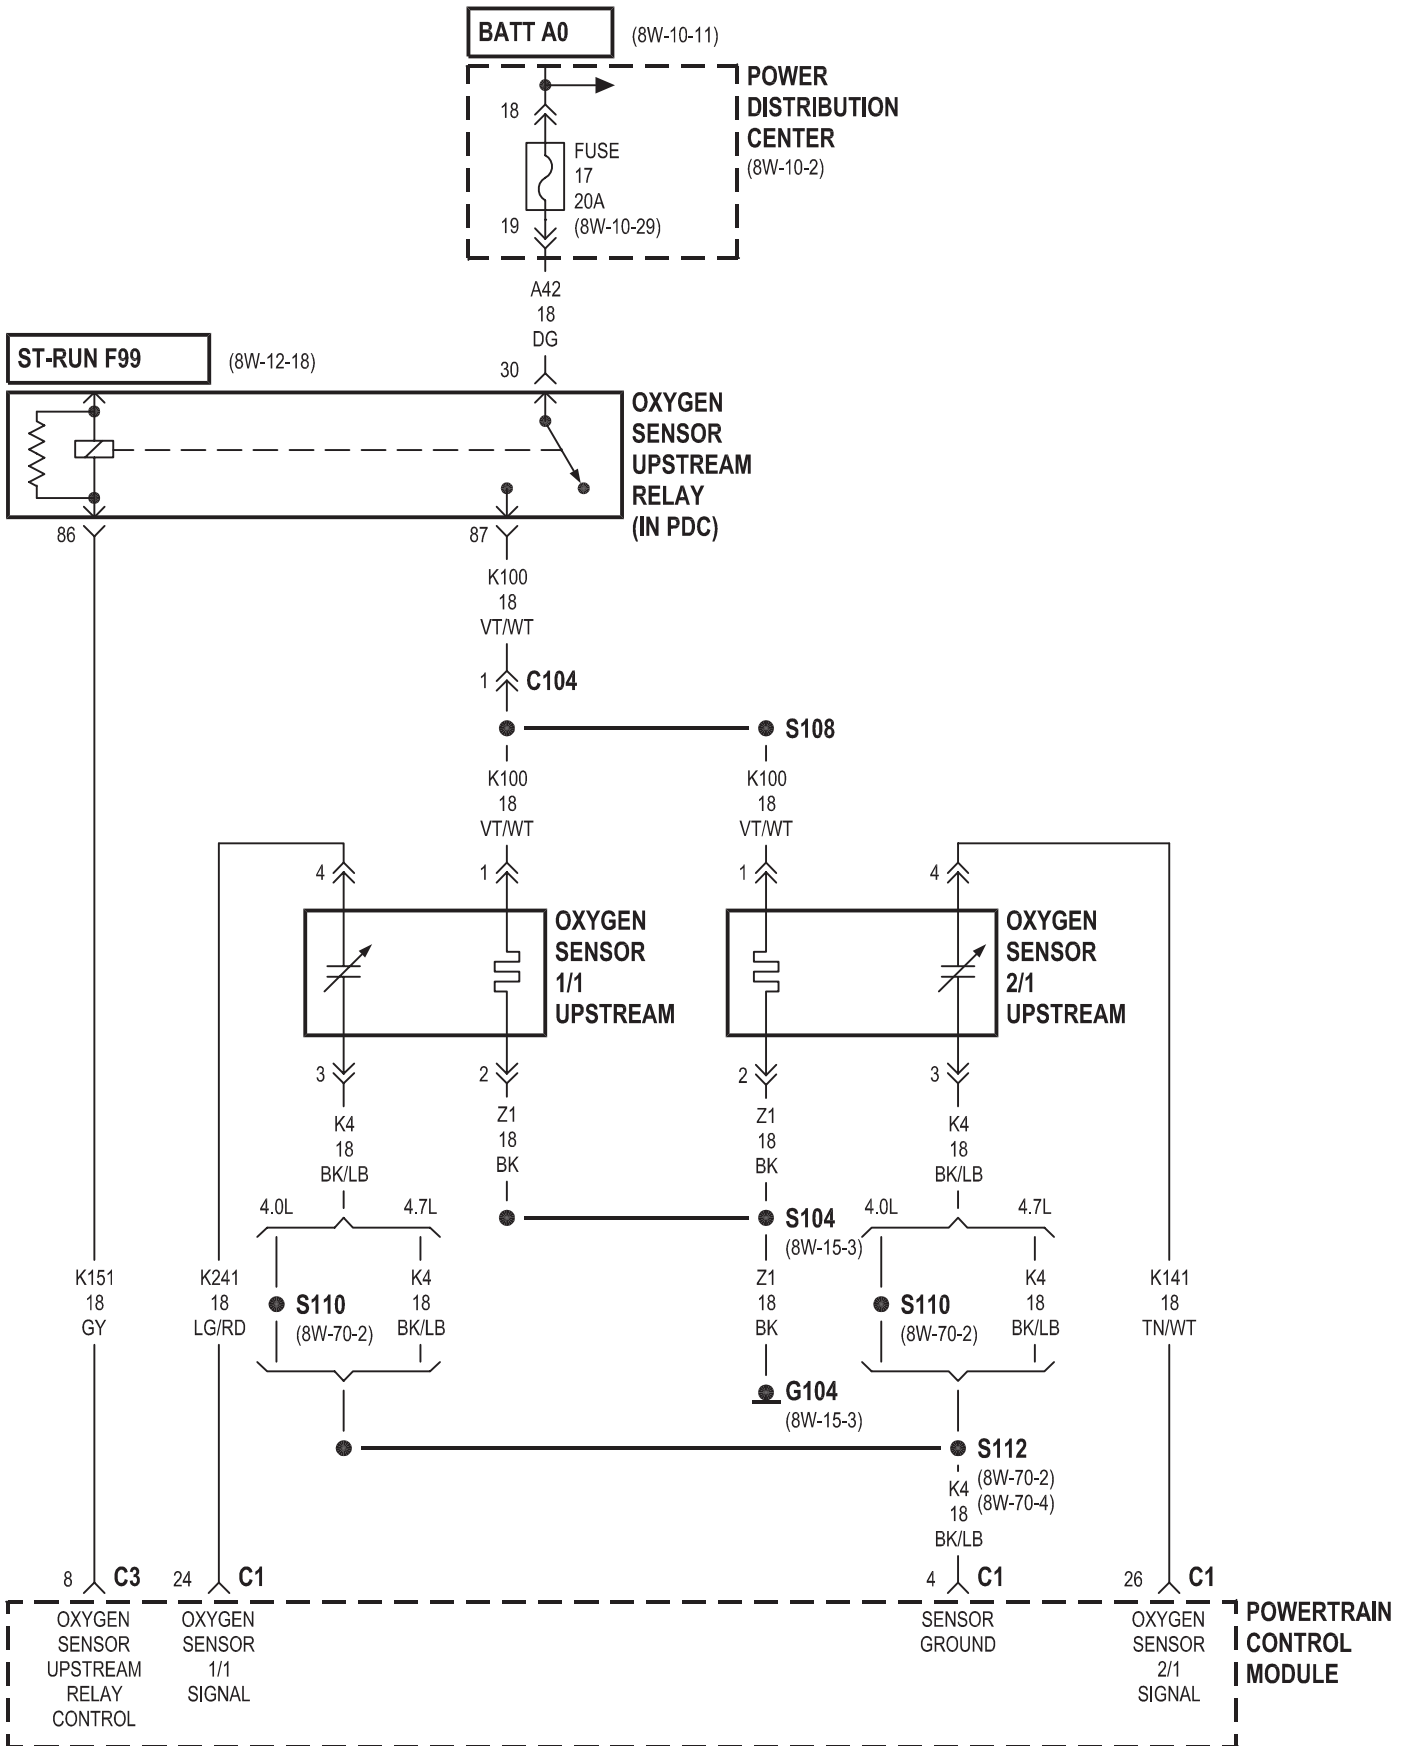 BATT A0
(8W-10-11)
POWER
DISTRIBUTION
CENTER
(8W-10-2)
18
FUSE
17
20A
(8W-10-29)
19
A42
18
DG
ST-RUN F99
(8W-12-18)
30
OXYGEN
SENSOR
UPSTREAM
RELAY
(IN PDC)
86
87
K100
18
VT/WT
1
C104
S108
K100
18
VT/WT
K100
18
VT/WT
4
1
1
4
OXYGEN
SENSOR
1/1
UPSTREAM
OXYGEN
SENSOR
2/1
UPSTREAM
3
2
2
3
K4
18
BK/LB
Z1
18
BK
Z1
18
BK
K4
18
BK/LB
4.0L
4.7L
S104
(8W-15-3)
4.0L
4.7L
K151
18
GY
K241
18
LG/RD
S110
(8W-70-2)
K4
18
BK/LB
Z1
18
BK
S110
(8W-70-2)
K4
18
BK/LB
K141
18
TN/WT
G104
(8W-15-3)
S112
(8W-70-2)
(8W-70-4)
K4
18
BK/LB
8
C3
24
C1
4
C1
26
C1
OXYGEN
SENSOR
UPSTREAM
RELAY
CONTROL
OXYGEN
SENSOR
1/1
SIGNAL
SENSOR
GROUND
OXYGEN
SENSOR
2/1
SIGNAL
POWERTRAIN
CONTROL
MODULE